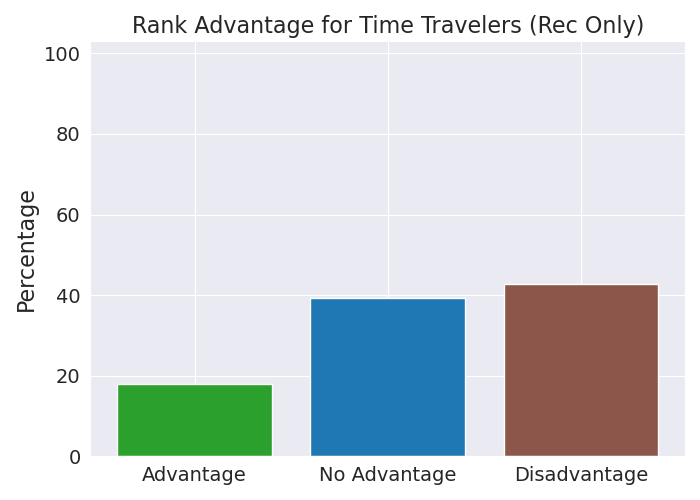 Rank Advantage for Time Travelers (Rec Only)
100
80
60
40
20
0
Percentage
Advantage
No Advantage
Disadvantage